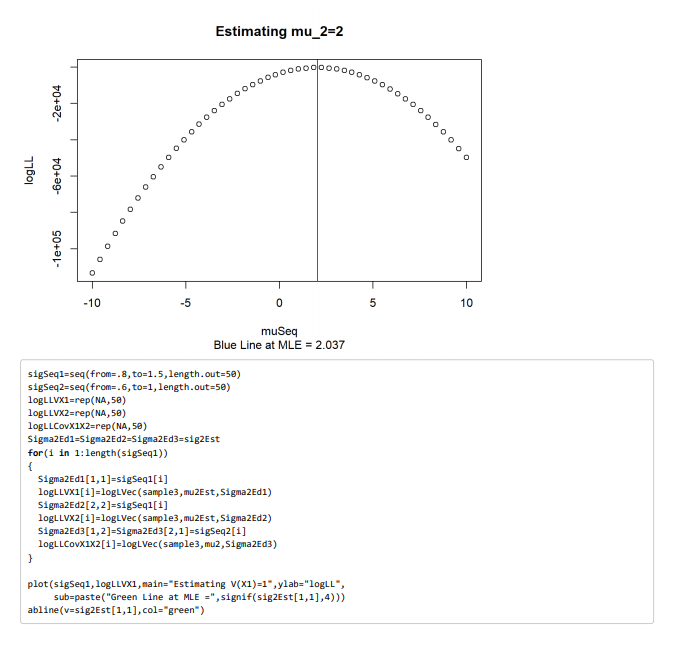 Estimating mu_2=2
logLL
-2e+04
-6e+04
-1e+05
-10 -5 0 5 10
muSeq
Blue Line at MLE = 2.037
sigSeq1=seq(from=.8,to=1.5,length.out=50)
sigSeq2=seq(from=.6,to=1,length.out=50)
logLLVX1=rep(NA,50)
logLLVX2=rep(NA,50)
logLLCovX1X2=rep(NA,50)
Sigma2Ed1=Sigma2Ed2=Sigma2Ed3=sig2Est
for(i in 1:length(sigSeq1))
{
  Sigma2Ed1[1,1]=sigSeq1[i]
  logLLVX1[i]=logLVec(sample3,mu2Est,Sigma2Ed1)
  Sigma2Ed2[2,2]=sigSeq1[i]
  logLLVX2[i]=logLVec(sample3,mu2Est,Sigma2Ed2)
  Sigma2Ed3[1,2]=Sigma2Ed3[2,1]=sigSeq2[i]
  logLLCovX1X2[i]=logLVec(sample3,mu2,Sigma2Ed3)
}
plot(sigSeq1,logLLVX1,main="Estimating V(X1)=1",ylab="logLL",
     sub=paste("Green Line at MLE =",signif(sig2Est[1,1],4)))
abline(v=sig2Est[1,1],col="green")